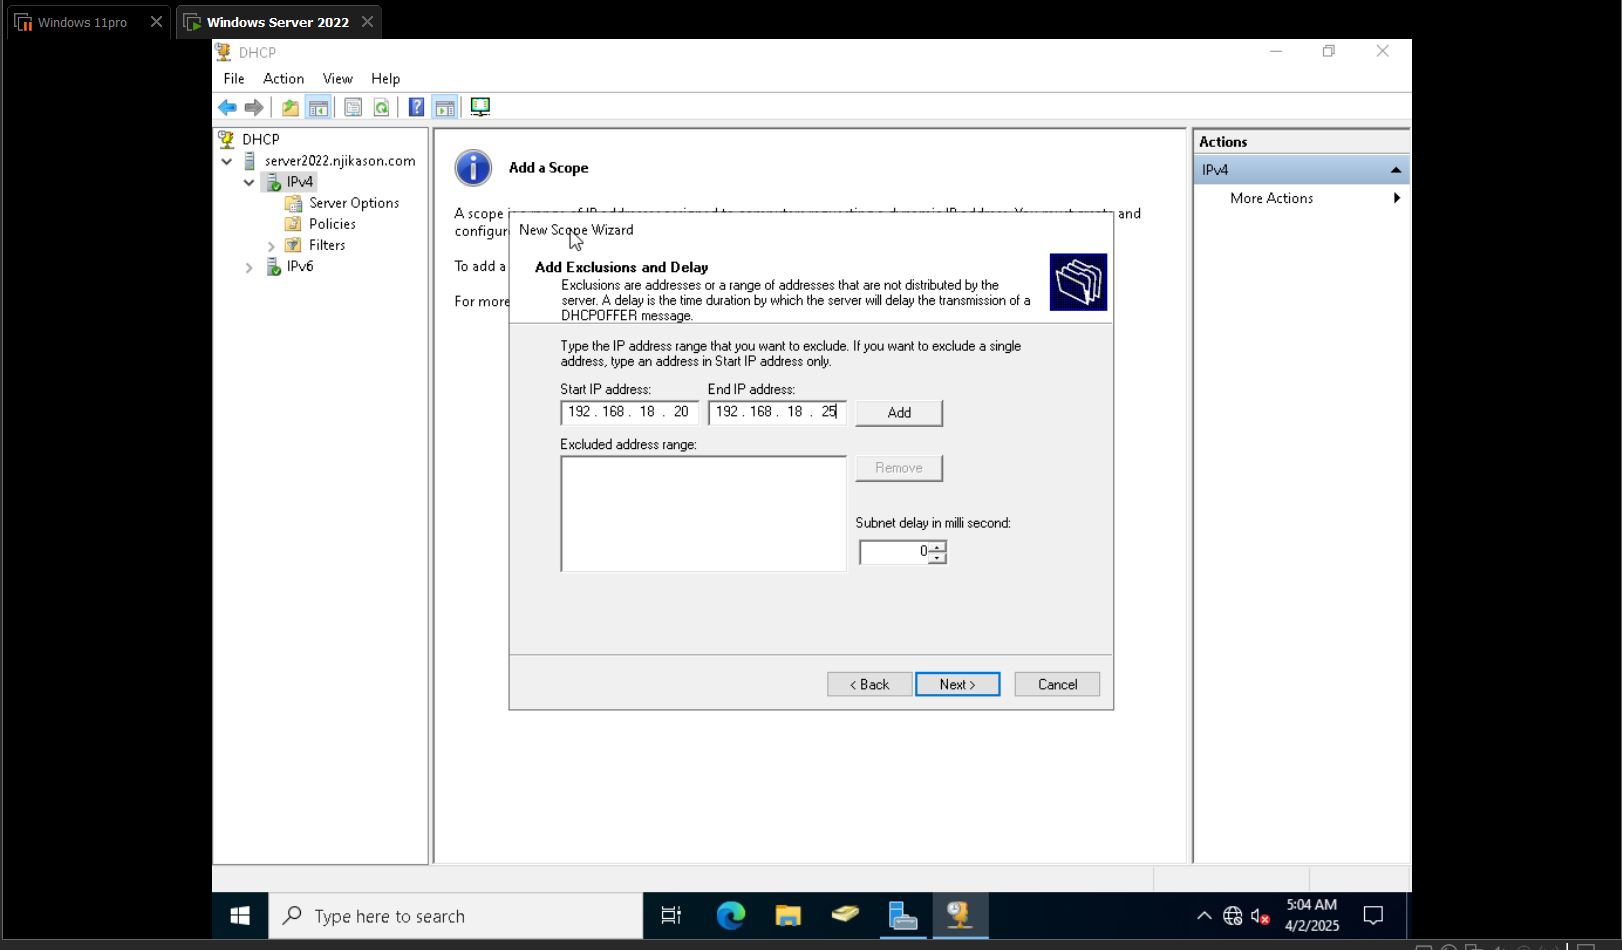 Windows 11pro
Windows Server 2022
DHCP
File Action View Help
DHCP
server2022.njikason.com
IPv4
Server Options
Policies
Filters
IPv6
Add a Scope
A scope i
and
configur
To add a
For more
New Scope Wizard
Add Exclusions and Delay
Exclusions are addresses or a range of addresses that are not distributed by the
server. A delay is the time duration by which the server will delay the transmission of a
DHCPOFFER message.
Type the IP address range that you want to exclude. If you want to exclude a single
address, type an address in Start IP address only.
Start IP address: End IP address:
192 . 168 . 18 . 20 192 . 168 . 18 . 25 Add
Excluded address range:
Remove
Subnet delay in milli second:
0
< Back Next > Cancel
Actions
IPv4
More Actions
Type here to search
5:04 AM
4/2/2025